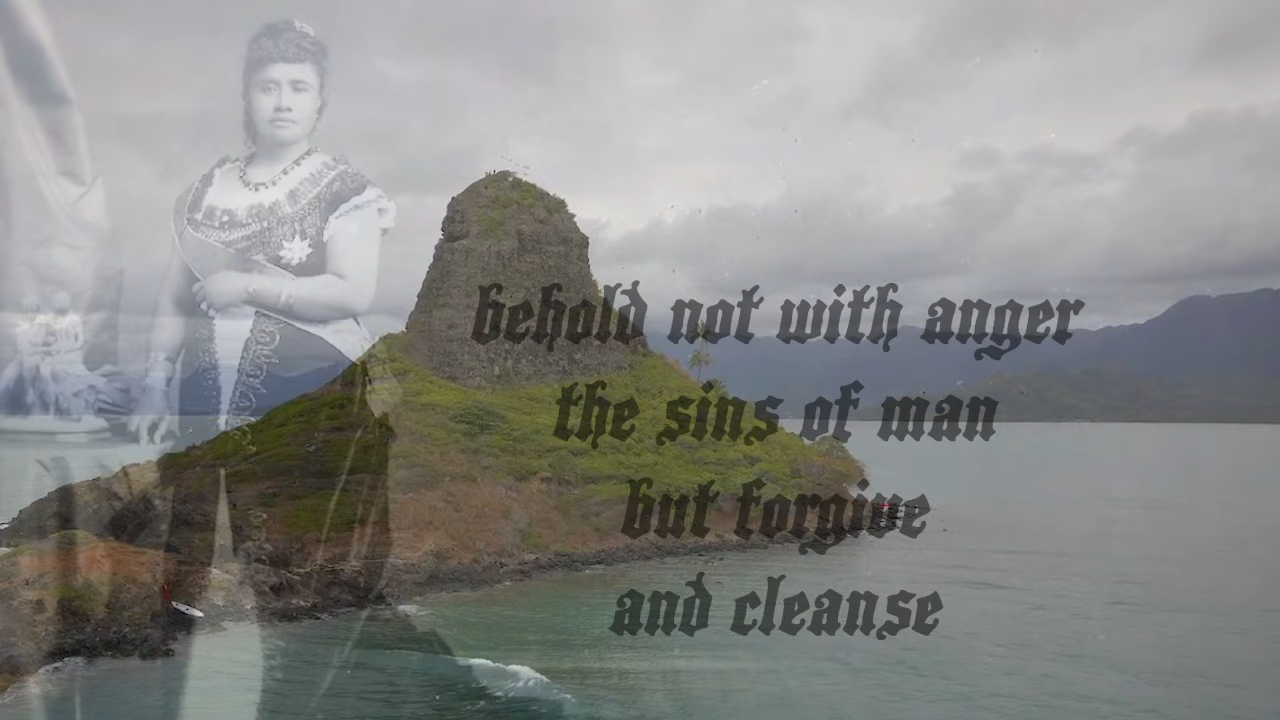 behold not with anger
the sins of man
but forgive
and cleanse